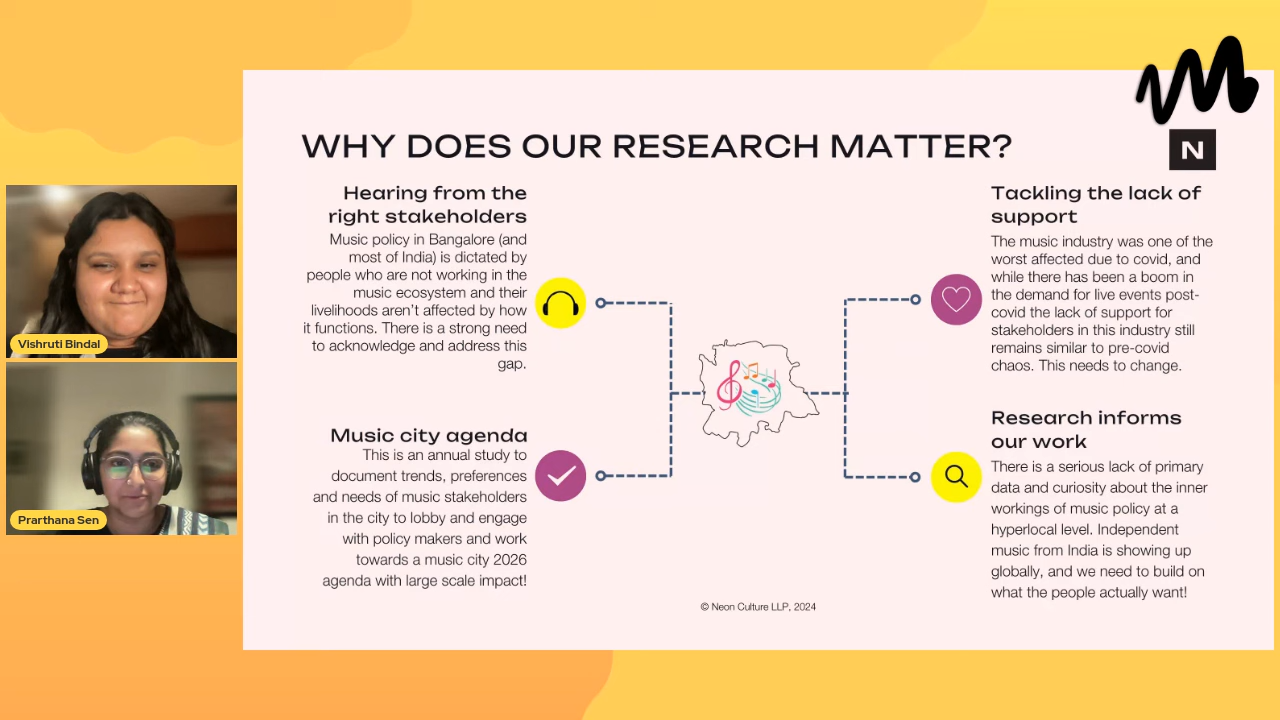 WHY DOES OUR RESEARCH MATTER?
N
Hearing from the
right stakeholders
Music policy in Bangalore (and
most of India) is dictated by
people who are not working in the
music ecosystem and their
livelihoods aren't affected by how
it functions. There is a strong need
to acknowledge and address this
gap.
Music city agenda
This is an annual study to
document trends, preferences
and needs of music stakeholders
in the city to lobby and engage
with policy makers and work
towards a music city 2026
agenda with large scale impact!
Tackling the lack of
support
The music industry was one of the
worst affected due to covid, and
while there has been a boom in
the demand for live events post-
covid the lack of support for
stakeholders in this industry still
remains similar to pre-covid
chaos. This needs to change.
Research informs
our work
There is a serious lack of primary
data and curiosity about the inner
workings of music policy at a
hyperlocal level. Independent
music from India is showing up
globally, and we need to build on
what the people actually want!
© Neon Culture LLP, 2024
Vishruti Bindal
Prarthana Sen